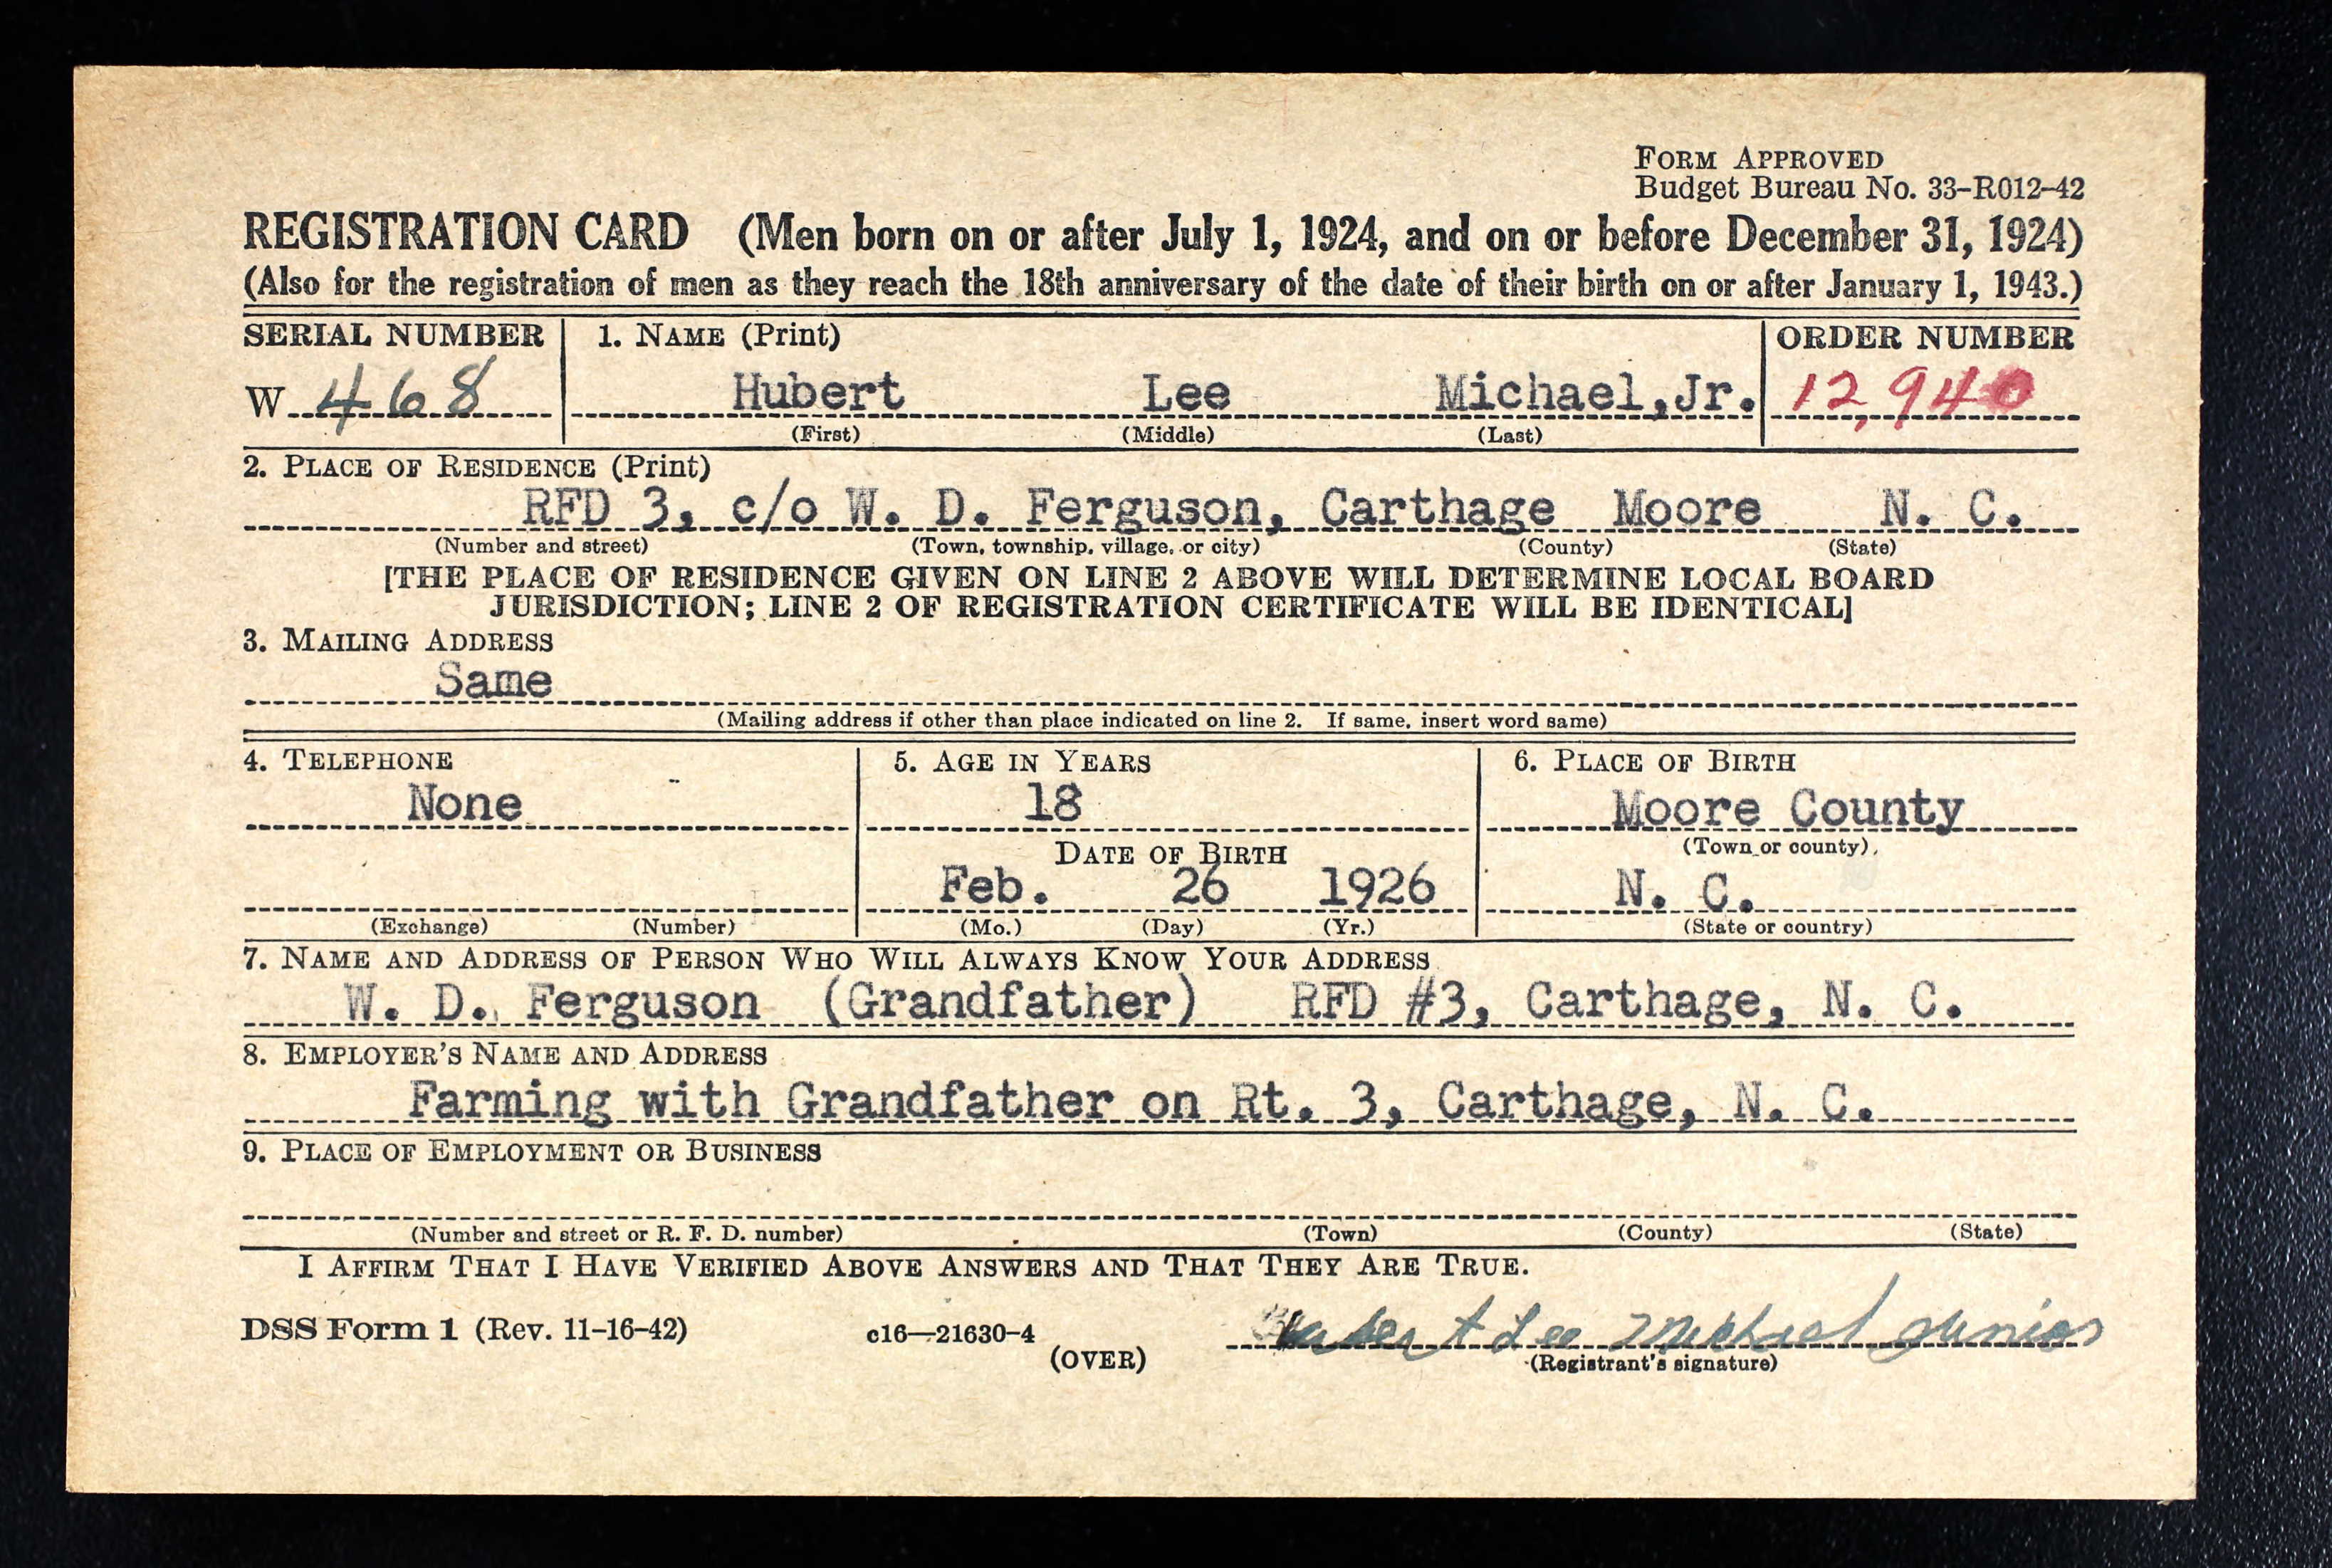 FORM APPROVED
Budget Bureau No. 33-R012-42
REGISTRATION CARD (Men born on or after July 1, 1924, and on or before December 31, 1924)
(Also for the registration of men as they reach the 18th anniversary of the date of their birth on or after January 1, 1943.)
SERIAL NUMBER 1. NAME (Print) ORDER NUMBER
W 468 Hubert Lee Michael, Jr. 12,940
(First) (Middle) (Last)
2. PLACE OF RESIDENCE (Print)
RFD 3, c/o W. D. Ferguson, Carthage Moore N. C.
(Number and street) (Town, township, village, or city) (County) (State)
[THE PLACE OF RESIDENCE GIVEN ON LINE 2 ABOVE WILL DETERMINE LOCAL BOARD
JURISDICTION; LINE 2 OF REGISTRATION CERTIFICATE WILL BE IDENTICAL]
3. MAILING ADDRESS
Same
(Mailing address if other than place indicated on line 2. If same, insert word same)
4. TELEPHONE 5. AGE IN YEARS 6. PLACE OF BIRTH
None 18 Moore County
DATE OF BIRTH (Town or county)
Feb. 26 1926 N. C.
(Exchange) (Number) (Mo.) (Day) (Yr.) (State or country)
7. NAME AND ADDRESS OF PERSON WHO WILL ALWAYS KNOW YOUR ADDRESS
W. D. Ferguson (Grandfather) RFD #3, Carthage, N. C.
8. EMPLOYER'S NAME AND ADDRESS
Farming with Grandfather on Rt. 3, Carthage, N. C.
9. PLACE OF EMPLOYMENT OR BUSINESS
(Number and street or R. F. D. number) (Town) (County) (State)
I AFFIRM THAT I HAVE VERIFIED ABOVE ANSWERS AND THAT THEY ARE TRUE.
DSS Form 1 (Rev. 11-16-42) c16—21630-4 Hubert Lee Michael Junior
(OVER) (Registrant's signature)